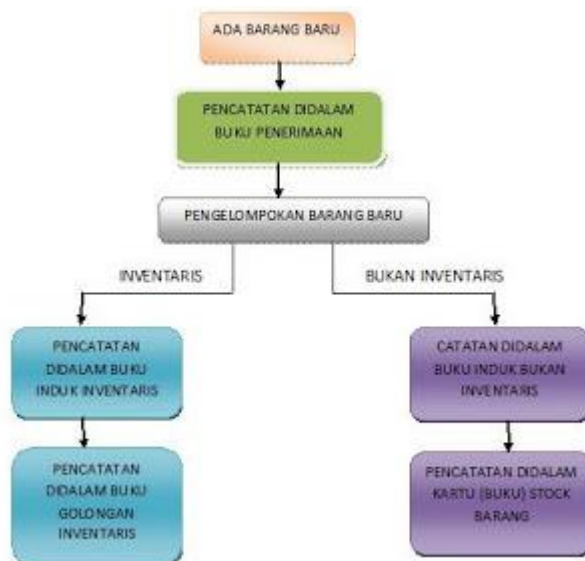 ADA BARANG BARU
PENCATATAN DIDALAM
BUKU PENERIMAAN
PENGELOMPOKAN BARANG BARU
INVENTARIS
BUKAN INVENTARIS
PENCATATAN
DIDALAM BUKU
INDUK INVENTARIS
CATATAN DIDALAM
BUKU INDUK BUKAN
INVENTARIS
PENCATATAN
DIDALAM BUKU
GOLONGAN
INVENTARIS
PENCATATAN DIDALAM
KARTU (BUKU) STOCK
BARANG